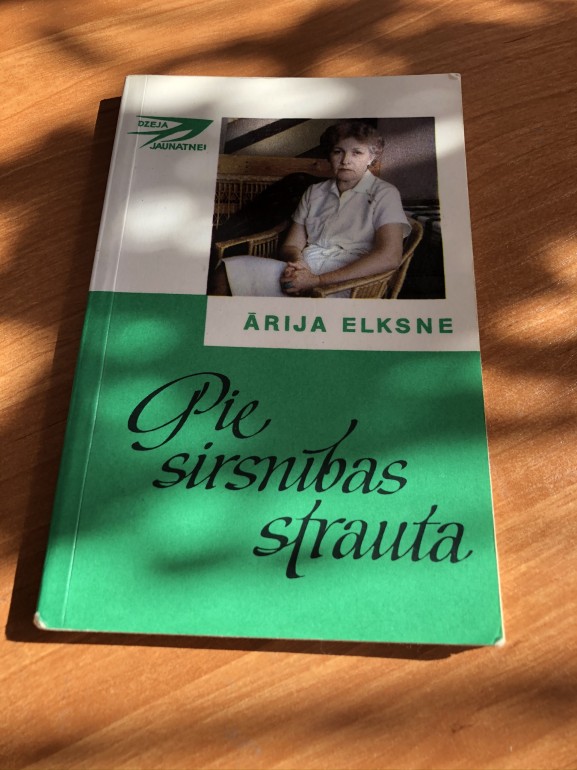 DZEJA
JAUNATNEI
ĀRIJA ELKSNE
Pie
sirsnības
strauta